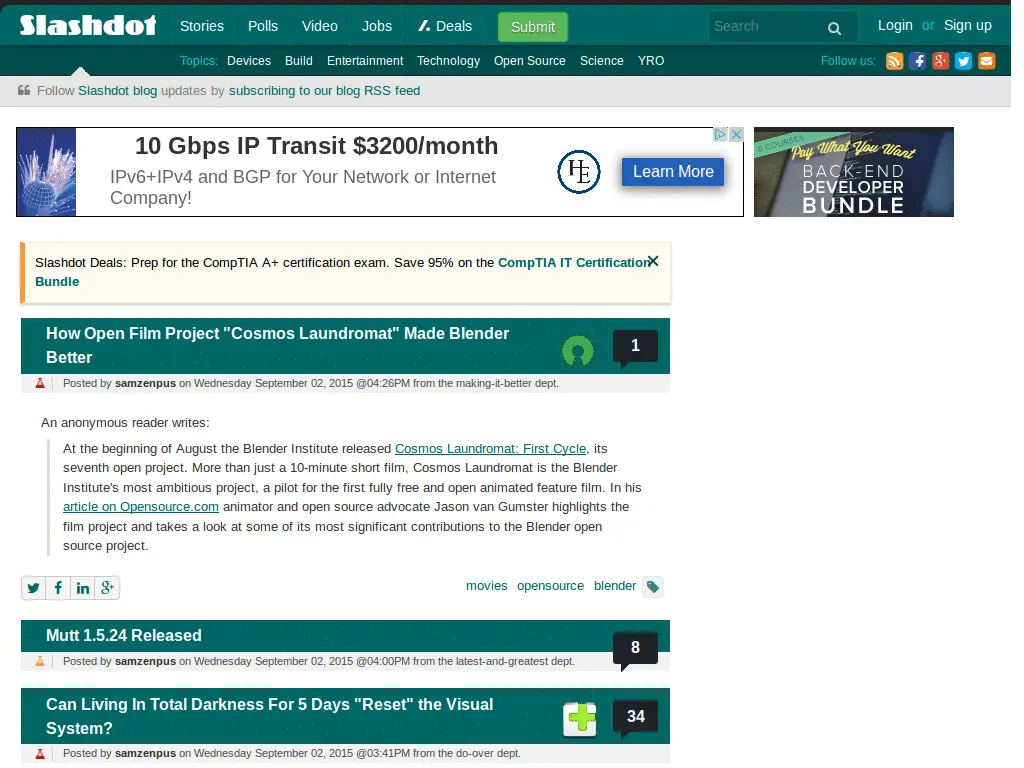 Slashdot Stories Polls Video Jobs Deals Submit Search Login or Sign up
Topics: Devices Build Entertainment Technology Open Source Science YRO Follow us:
Follow Slashdot blog updates by subscribing to our blog RSS feed
10 Gbps IP Transit $3200/month
IPv6+IPv4 and BGP for Your Network or Internet
Company!
HE
Learn More
8 COURSES
Pay What You Want
BACK-END
DEVELOPER
BUNDLE
Slashdot Deals: Prep for the CompTIA A+ certification exam. Save 95% on the CompTIA IT Certification
Bundle
How Open Film Project "Cosmos Laundromat" Made Blender
Better
1
Posted by samzenpus on Wednesday September 02, 2015 @04:26PM from the making-it-better dept.
An anonymous reader writes:
At the beginning of August the Blender Institute released Cosmos Laundromat: First Cycle, its
seventh open project. More than just a 10-minute short film, Cosmos Laundromat is the Blender
Institute's most ambitious project, a pilot for the first fully free and open animated feature film. In his
article on Opensource.com animator and open source advocate Jason van Gumster highlights the
film project and takes a look at some of its most significant contributions to the Blender open
source project.
movies opensource blender
Mutt 1.5.24 Released
8
Posted by samzenpus on Wednesday September 02, 2015 @04:00PM from the latest-and-greatest dept.
Can Living In Total Darkness For 5 Days "Reset" the Visual
System?
34
Posted by samzenpus on Wednesday September 02, 2015 @03:41PM from the do-over dept.